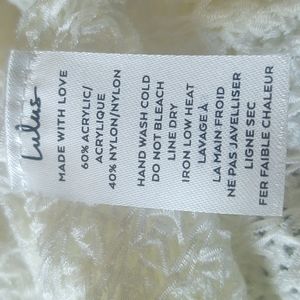 Lulus
MADE WITH LOVE
60% ACRYLIC/
ACRYLIQUE
40% NYLON/NYLON
HAND WASH COLD
DO NOT BLEACH
LINE DRY
IRON LOW HEAT
LAVAGE À
LA MAIN FROID
NE PAS JAVELLISER
LIGNE SEC
FER FAIBLE CHALEUR